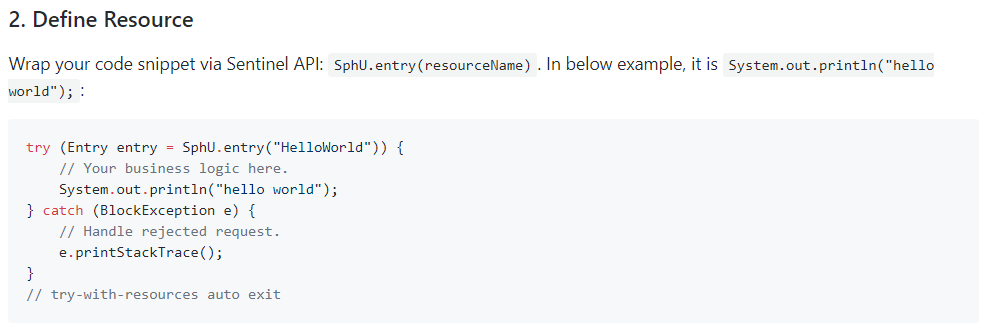 2. Define Resource
Wrap your code snippet via Sentinel API: SphU.entry(resourceName) . In below example, it is System.out.println("hello
world"); :
try (Entry entry = SphU.entry("HelloWorld")) {
    // Your business logic here.
    System.out.println("hello world");
} catch (BlockException e) {
    // Handle rejected request.
    e.printStackTrace();
}
// try-with-resources auto exit